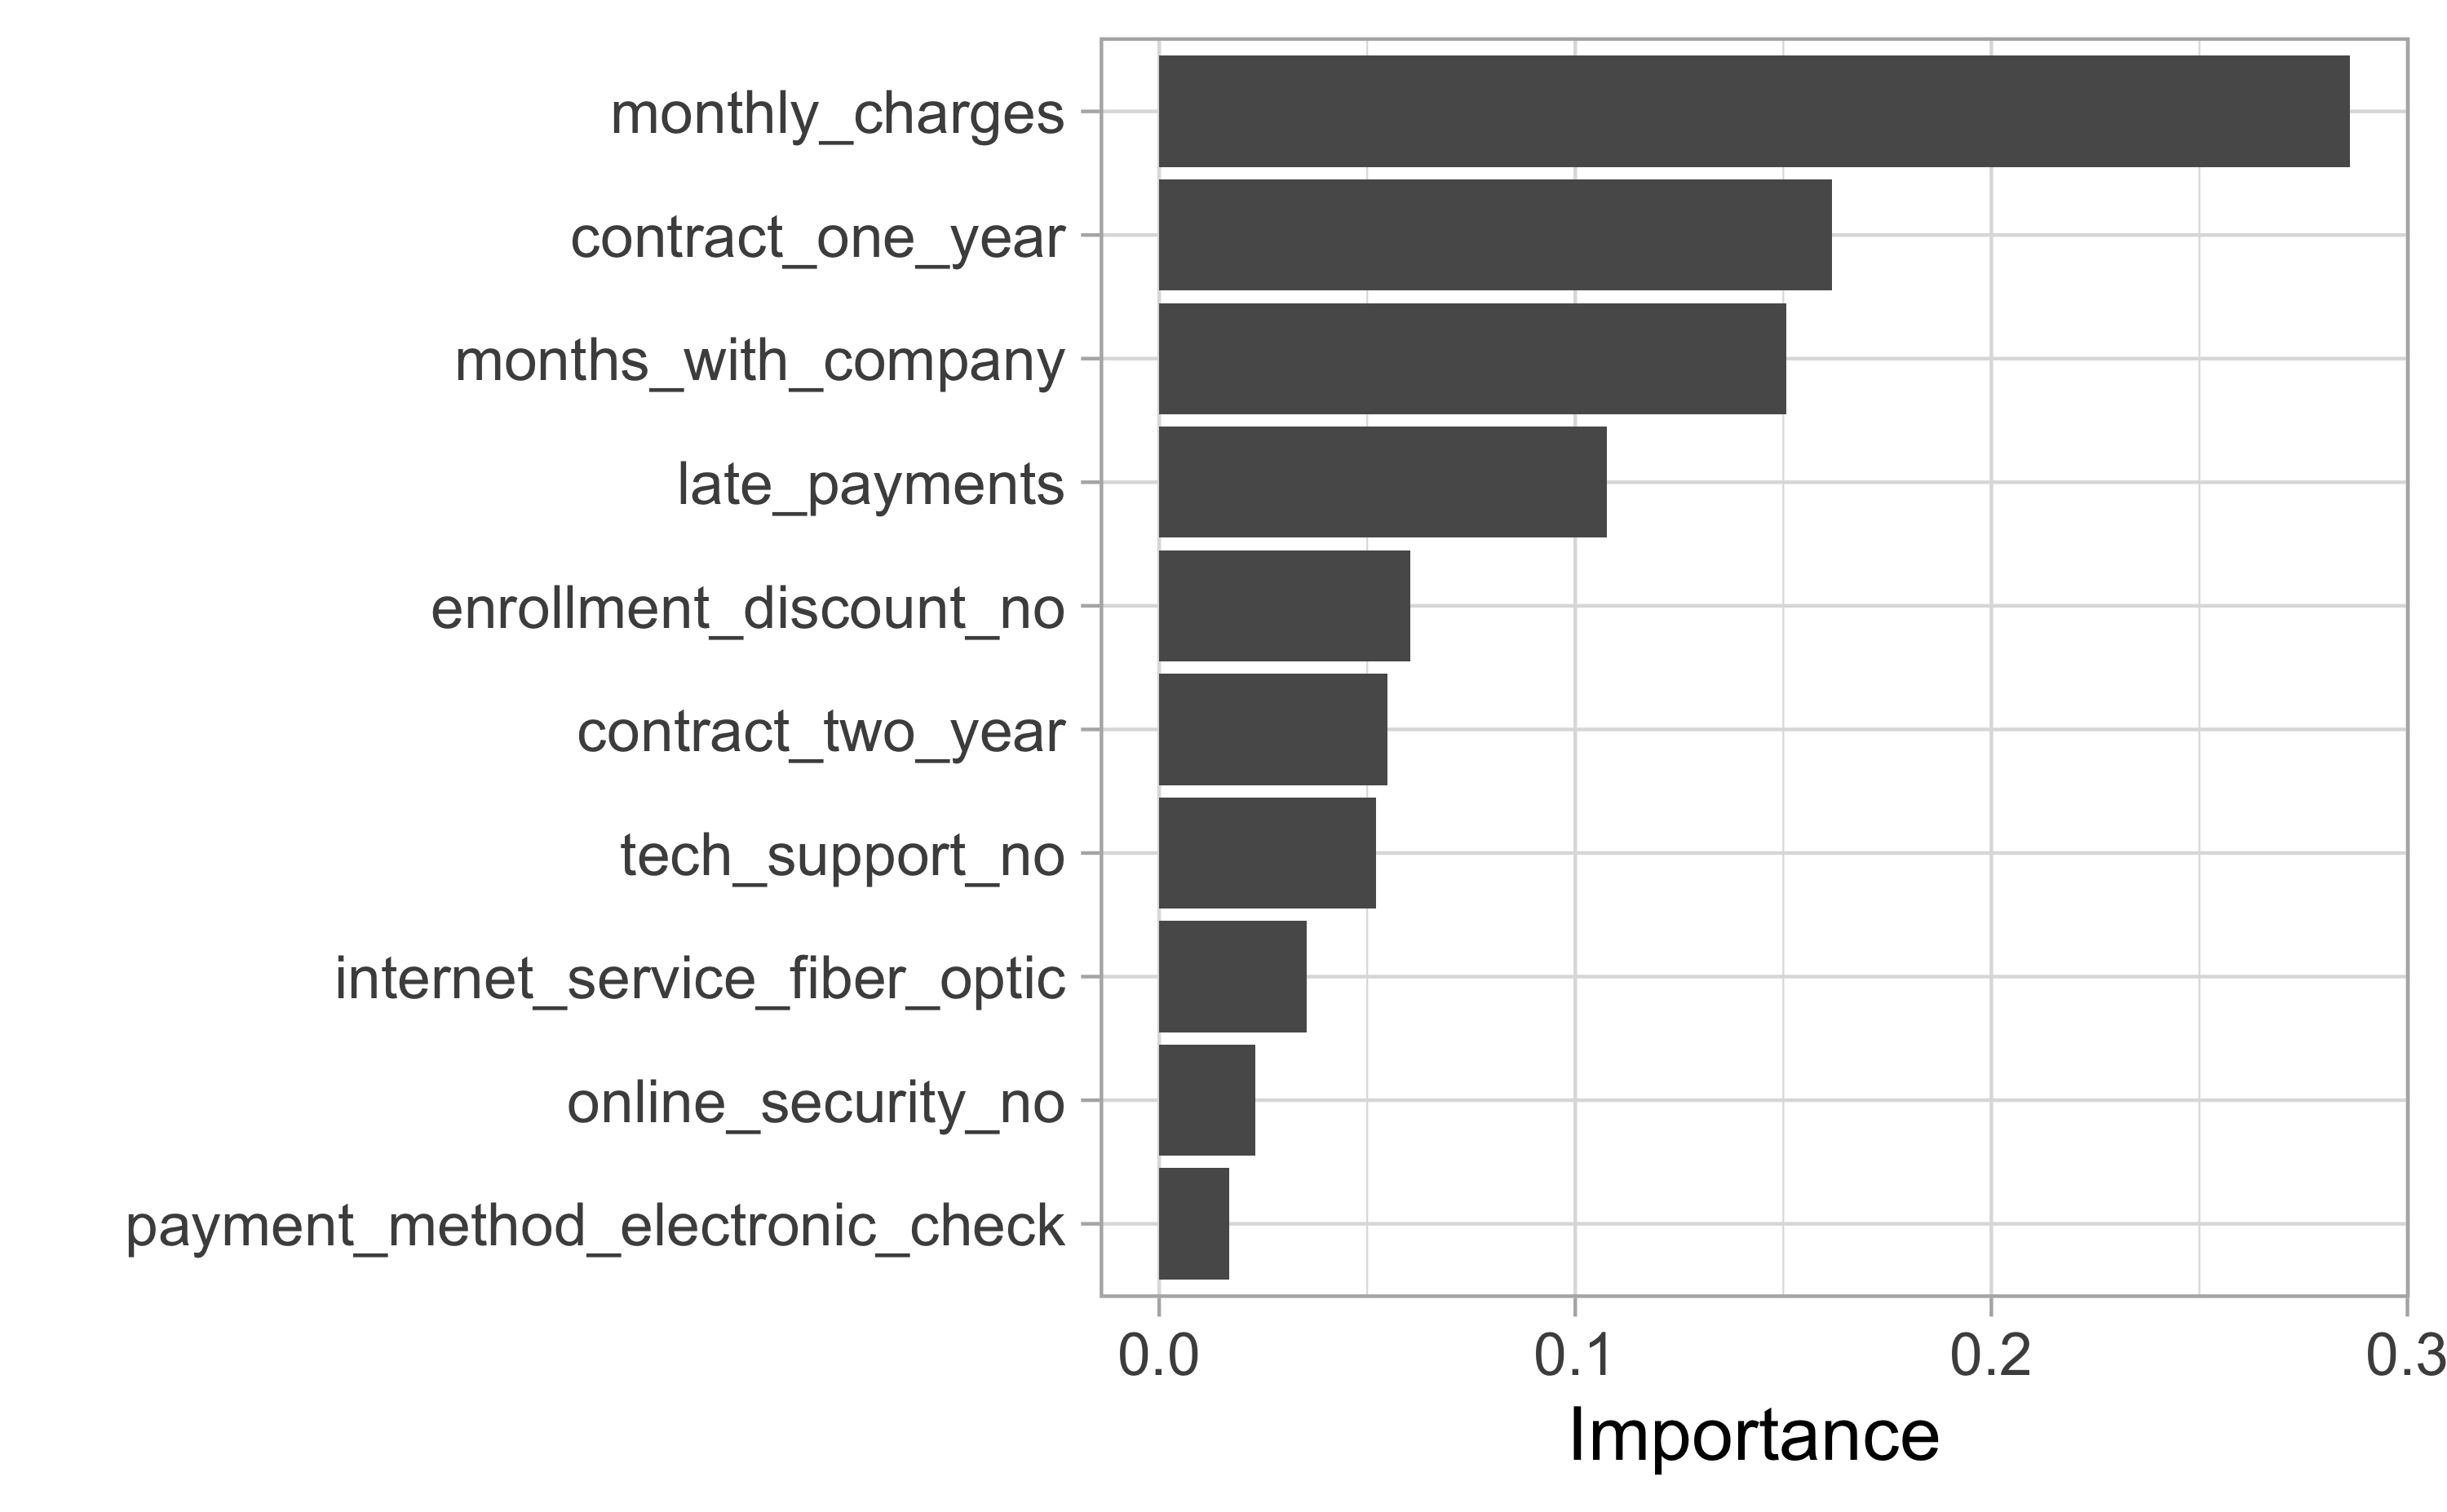 monthly_charges
contract_one_year
months_with_company
late_payments
enrollment_discount_no
contract_two_year
tech_support_no
internet_service_fiber_optic
online_security_no
payment_method_electronic_check
0.0 0.1 0.2 0.3
Importance